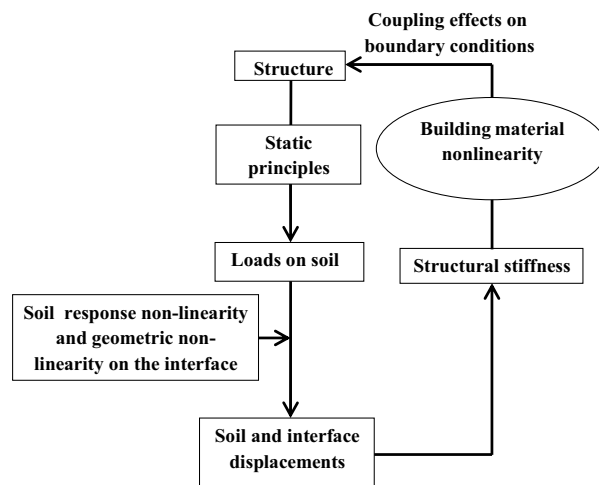 Coupling effects on
boundary conditions
Structure
Building material
nonlinearity
Static
principles
Loads on soil
Structural stiffness
Soil response non-linearity
and geometric non-
linearity on the interface
Soil and interface
displacements